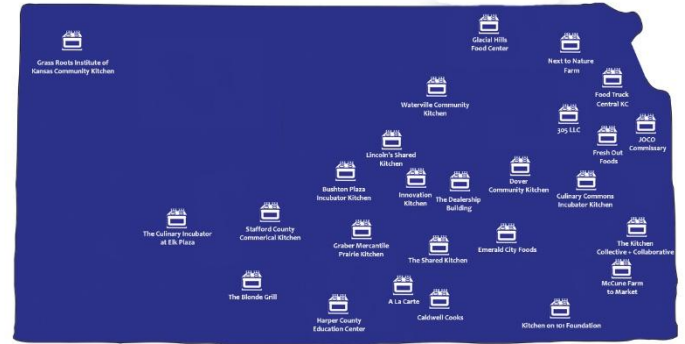 Glacial Hills
Food Center
Grass Roots Institute of
Kansas Community Kitchen
Next to Nature
Farm
Food Truck
Central KC
Waterville Community
Kitchen
305 LLC
JOCO
Commissary
Lincoln's Shared
Kitchen
Fresh Out
Foods
Bushton Plaza
Incubator Kitchen
Innovation
Kitchen
The Dealership
Building
Dover
Community Kitchen
Culinary Commons
Incubator Kitchen
The Culinary Incubator
at Elk Plaza
Stafford County
Commerical Kitchen
Graber Mercantile
Prairie Kitchen
The Shared Kitchen
Emerald City Foods
The Kitchen
Collective + Collaborative
McCune Farm
to Market
The Blonde Grill
A La Carte
Harper County
Education Center
Caldwell Cooks
Kitchen on 101 Foundation